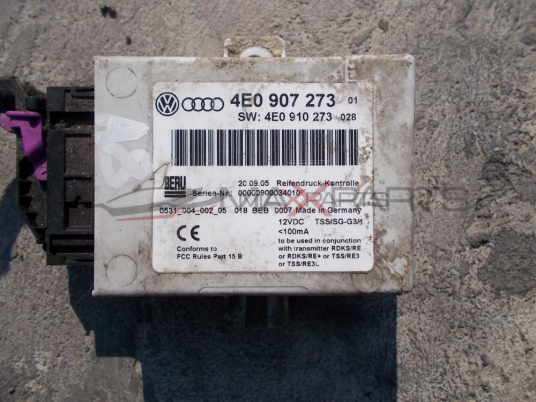 4E0 907 273 01
SW: 4E0 910 273 028
BERU
20.09.05 Reifendruck-Kontrolle
Serien-Nr.: 00000900034010
0531_004_002_05 018 BEB 0007 Made in Germany
12VDC TSS/SG-G3/1
<100mA
CE
Conforms to
FCC Rules Part 15 B
to be used in conjunction
with transmitter RDKS/RE
or RDKS/RE+ or TSS/RE3
or TSS/RE3L